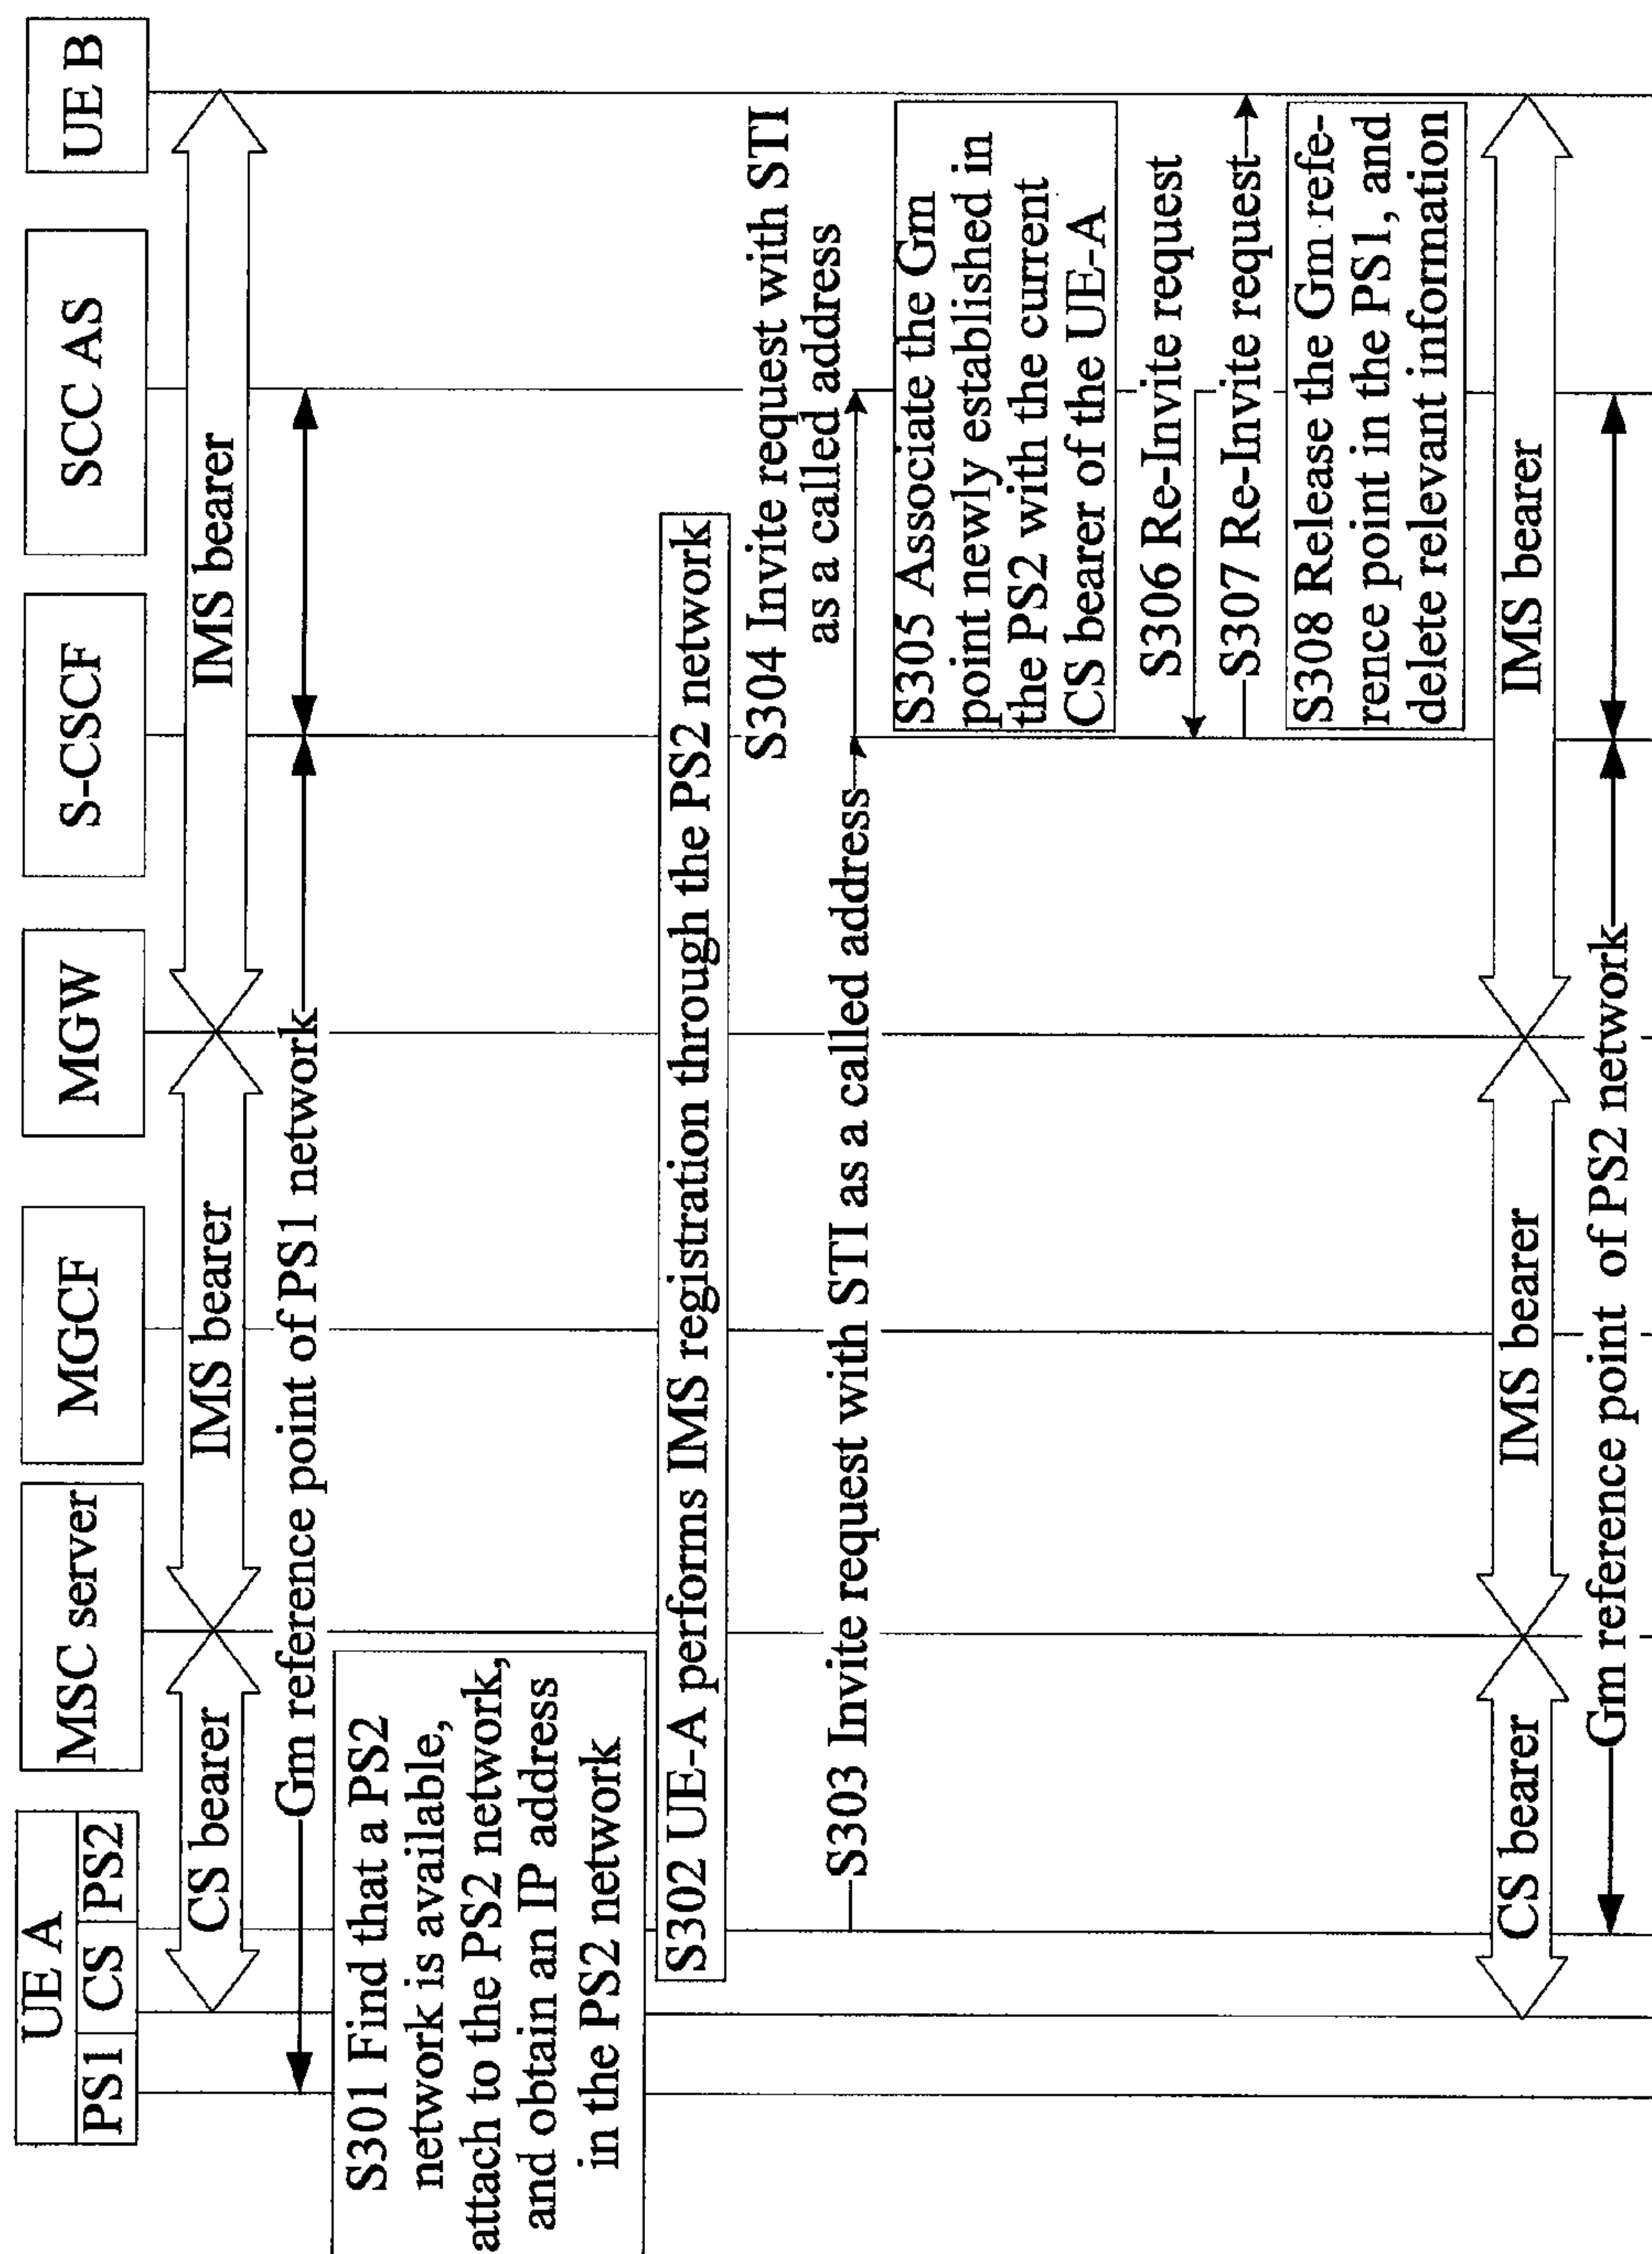 UE A
PS1
CS
PS2
MSC server
MGCF
MGW
S-CSCF
SCC AS
UE B
CS bearer
IMS bearer
IMS bearer
Gm reference point of PS1 network
S301 Find that a PS2
network is available,
attach to the PS2 network,
and obtain an IP address
in the PS2 network
S302 UE-A performs IMS registration through the PS2 network
S304 Invite request with STI
as a called address
S303 Invite request with STI as a called address
S305 Associate the Gm
point newly established in
the PS2 with the current
CS bearer of the UE-A
S306 Re-Invite request
S307 Re-Invite request
S308 Release the Gm refe-
rence point in the PS1, and
delete relevant information
CS bearer
IMS bearer
IMS bearer
Gm reference point of PS2 network